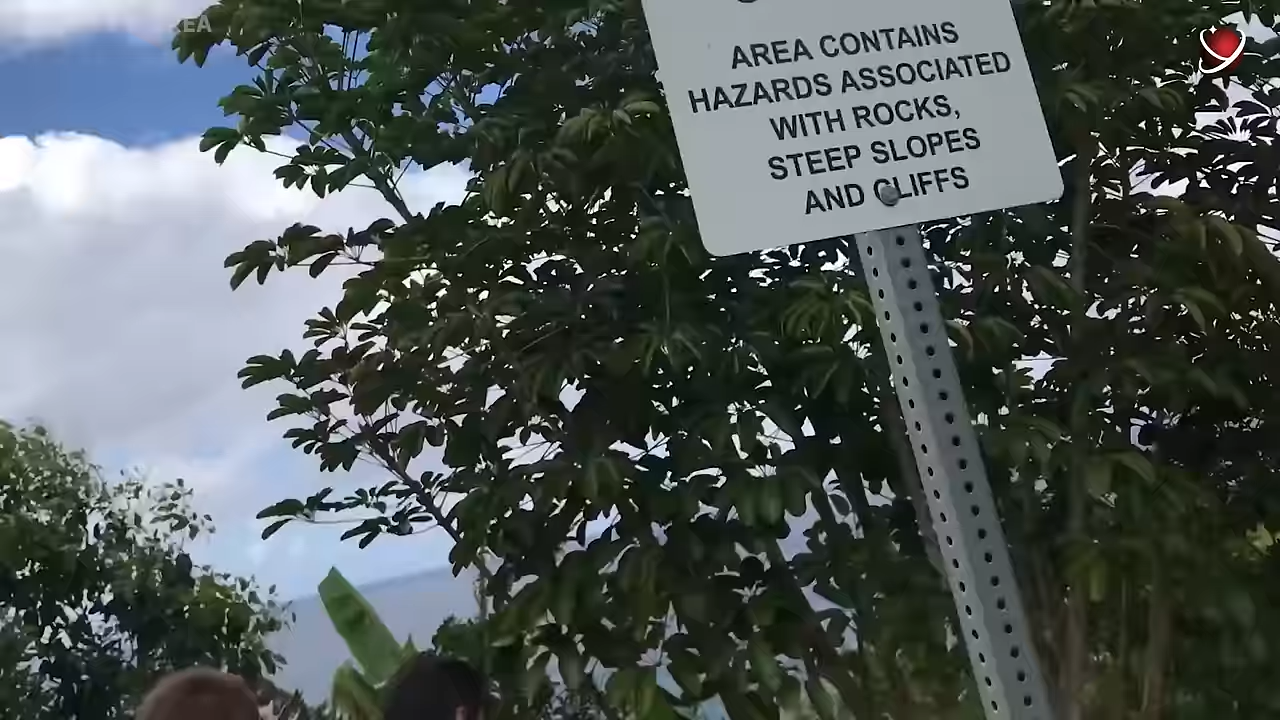 AREA CONTAINS
HAZARDS ASSOCIATED
WITH ROCKS,
STEEP SLOPES
AND CLIFFS